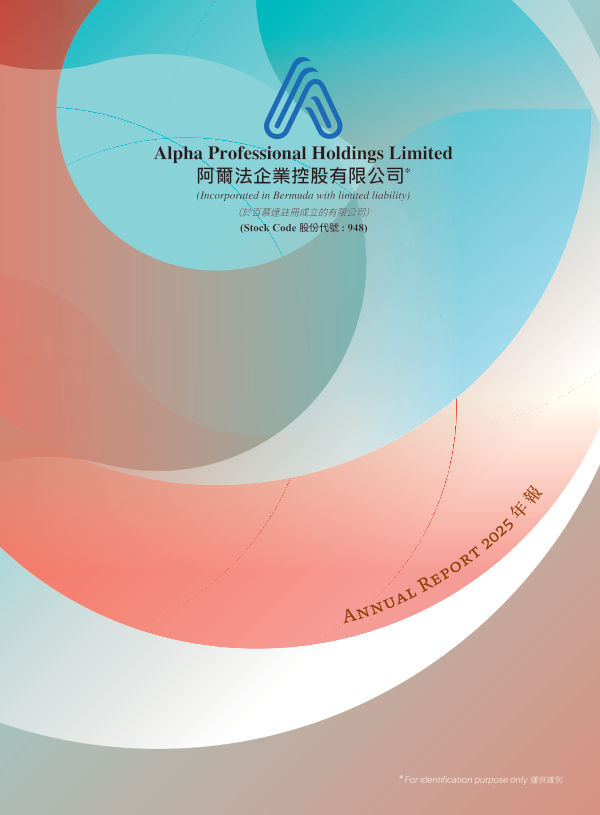 Alpha Professional Holdings Limited
阿爾法企業控股有限公司*
(Incorporated in Bermuda with limited liability)
（於百慕達註冊成立的有限公司）
(Stock Code 股份代號 : 948)
ANNUAL REPORT 2025 年報
*For identification purpose only 僅供識別